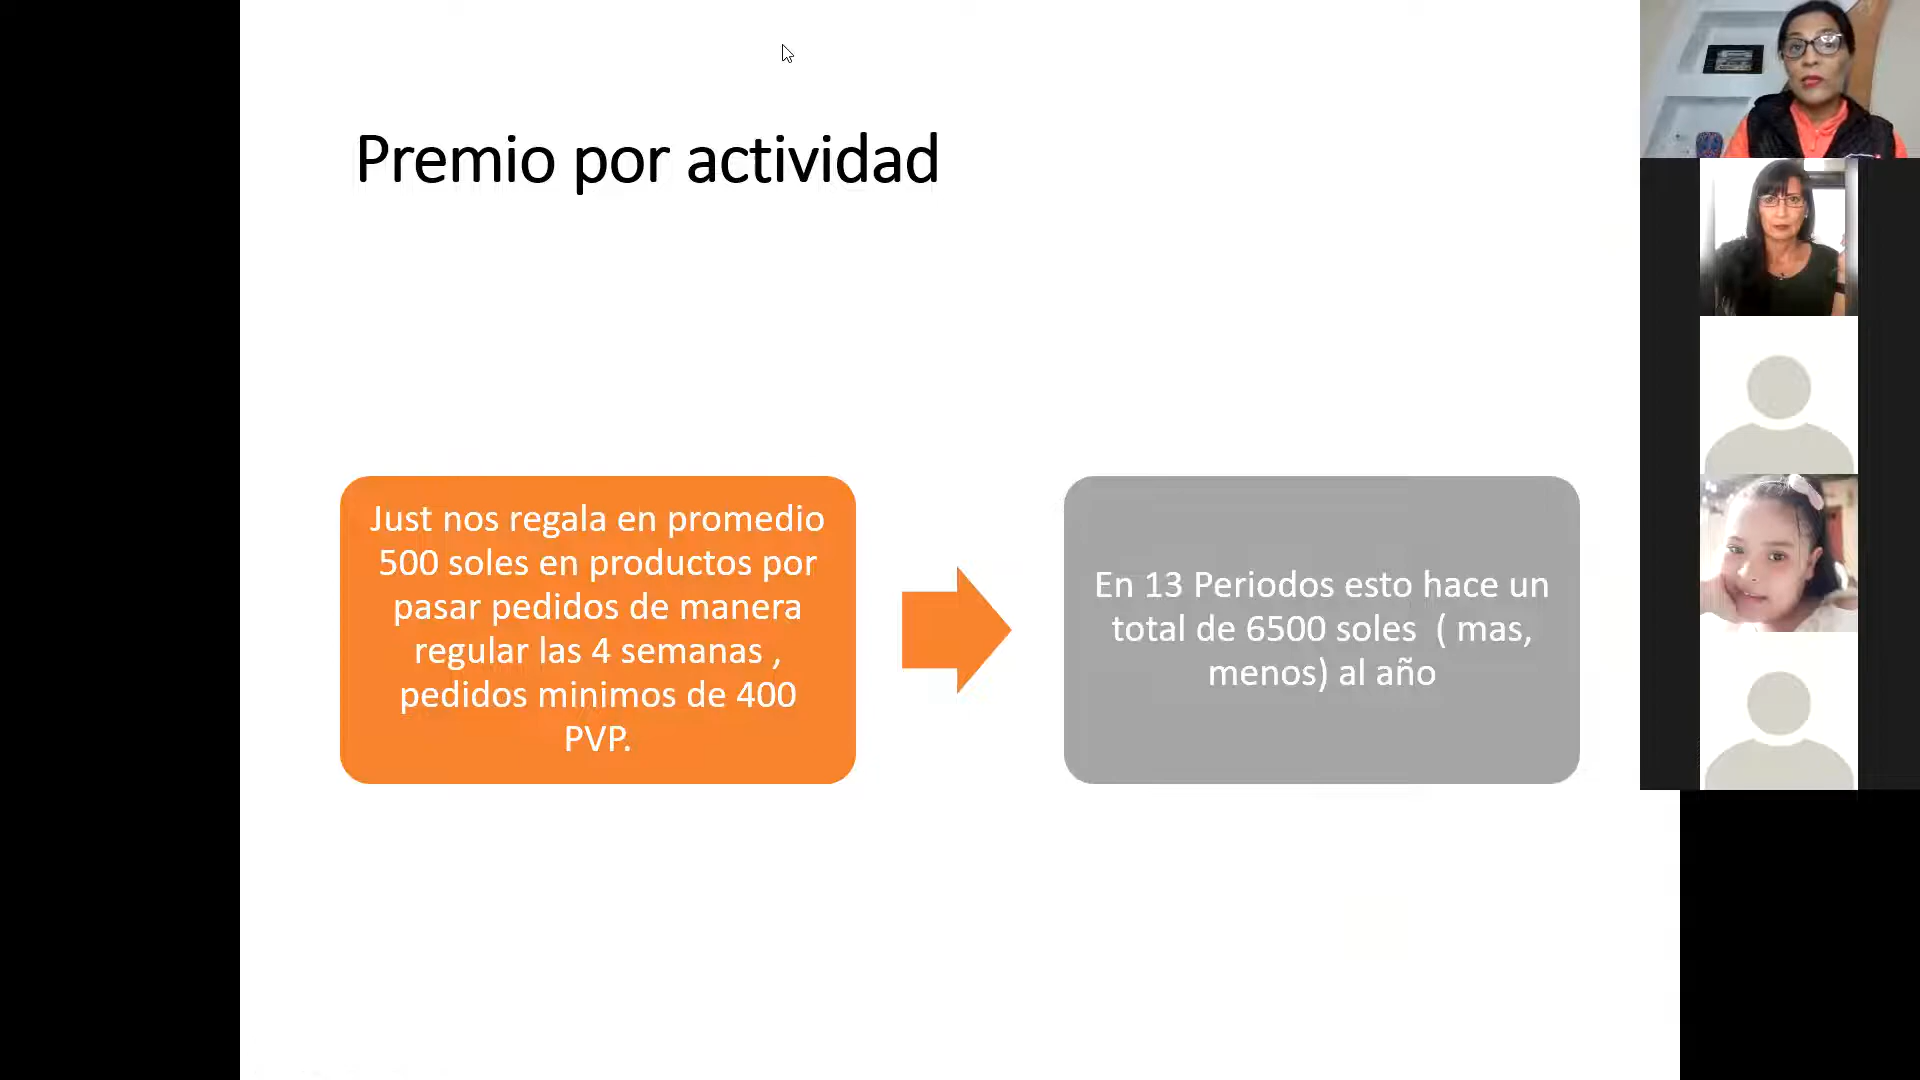 Premio por actividad
Just nos regala en promedio
500 soles en productos por
pasar pedidos de manera
regular las 4 semanas ,
pedidos minimos de 400
PVP.
En 13 Periodos esto hace un
total de 6500 soles  ( mas,
menos) al año